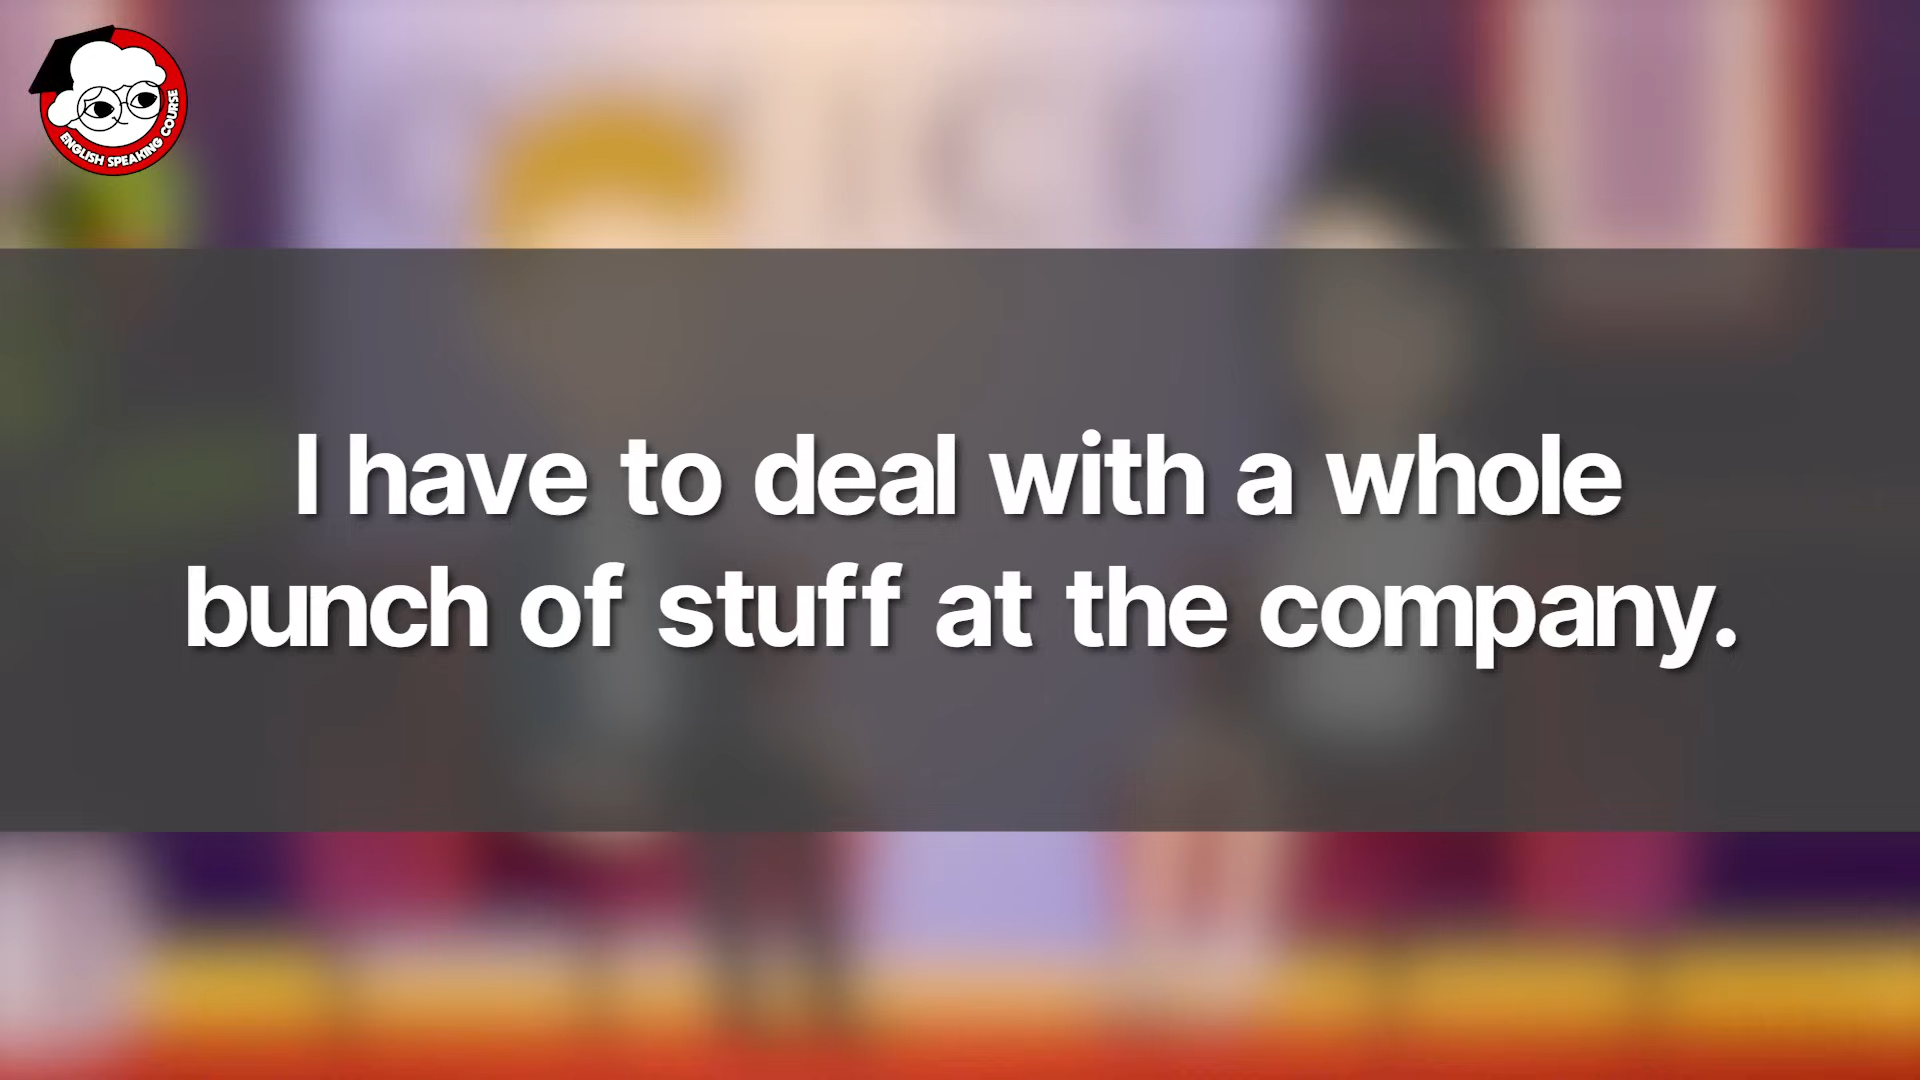 ENGLISH SPEAKING COURSE
I have to deal with a whole
bunch of stuff at the company.